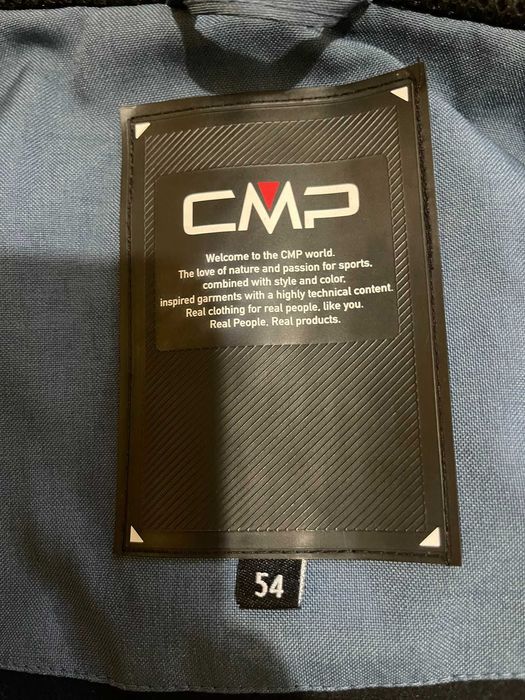 CMP
Welcome to the CMP world.
The love of nature and passion for sports.
combined with style and color,
inspired garments with a highly technical content.
Real clothing for real people, like you.
Real People. Real products.
54